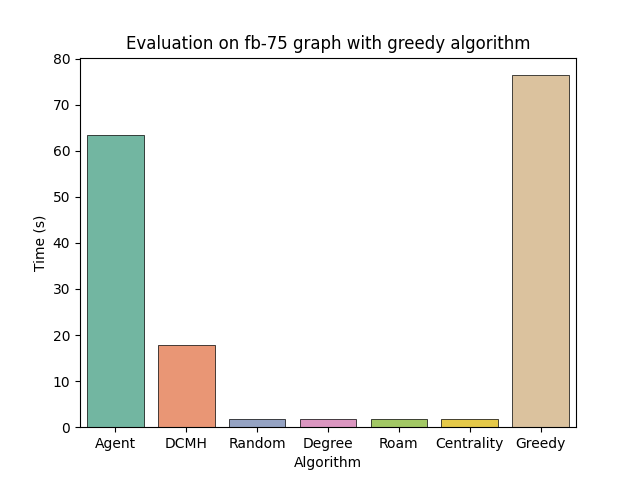 Evaluation on fb-75 graph with greedy algorithm
80
70
60
50
40
30
20
10
0
Time (s)
Agent DCMH Random Degree Roam Centrality Greedy
Algorithm